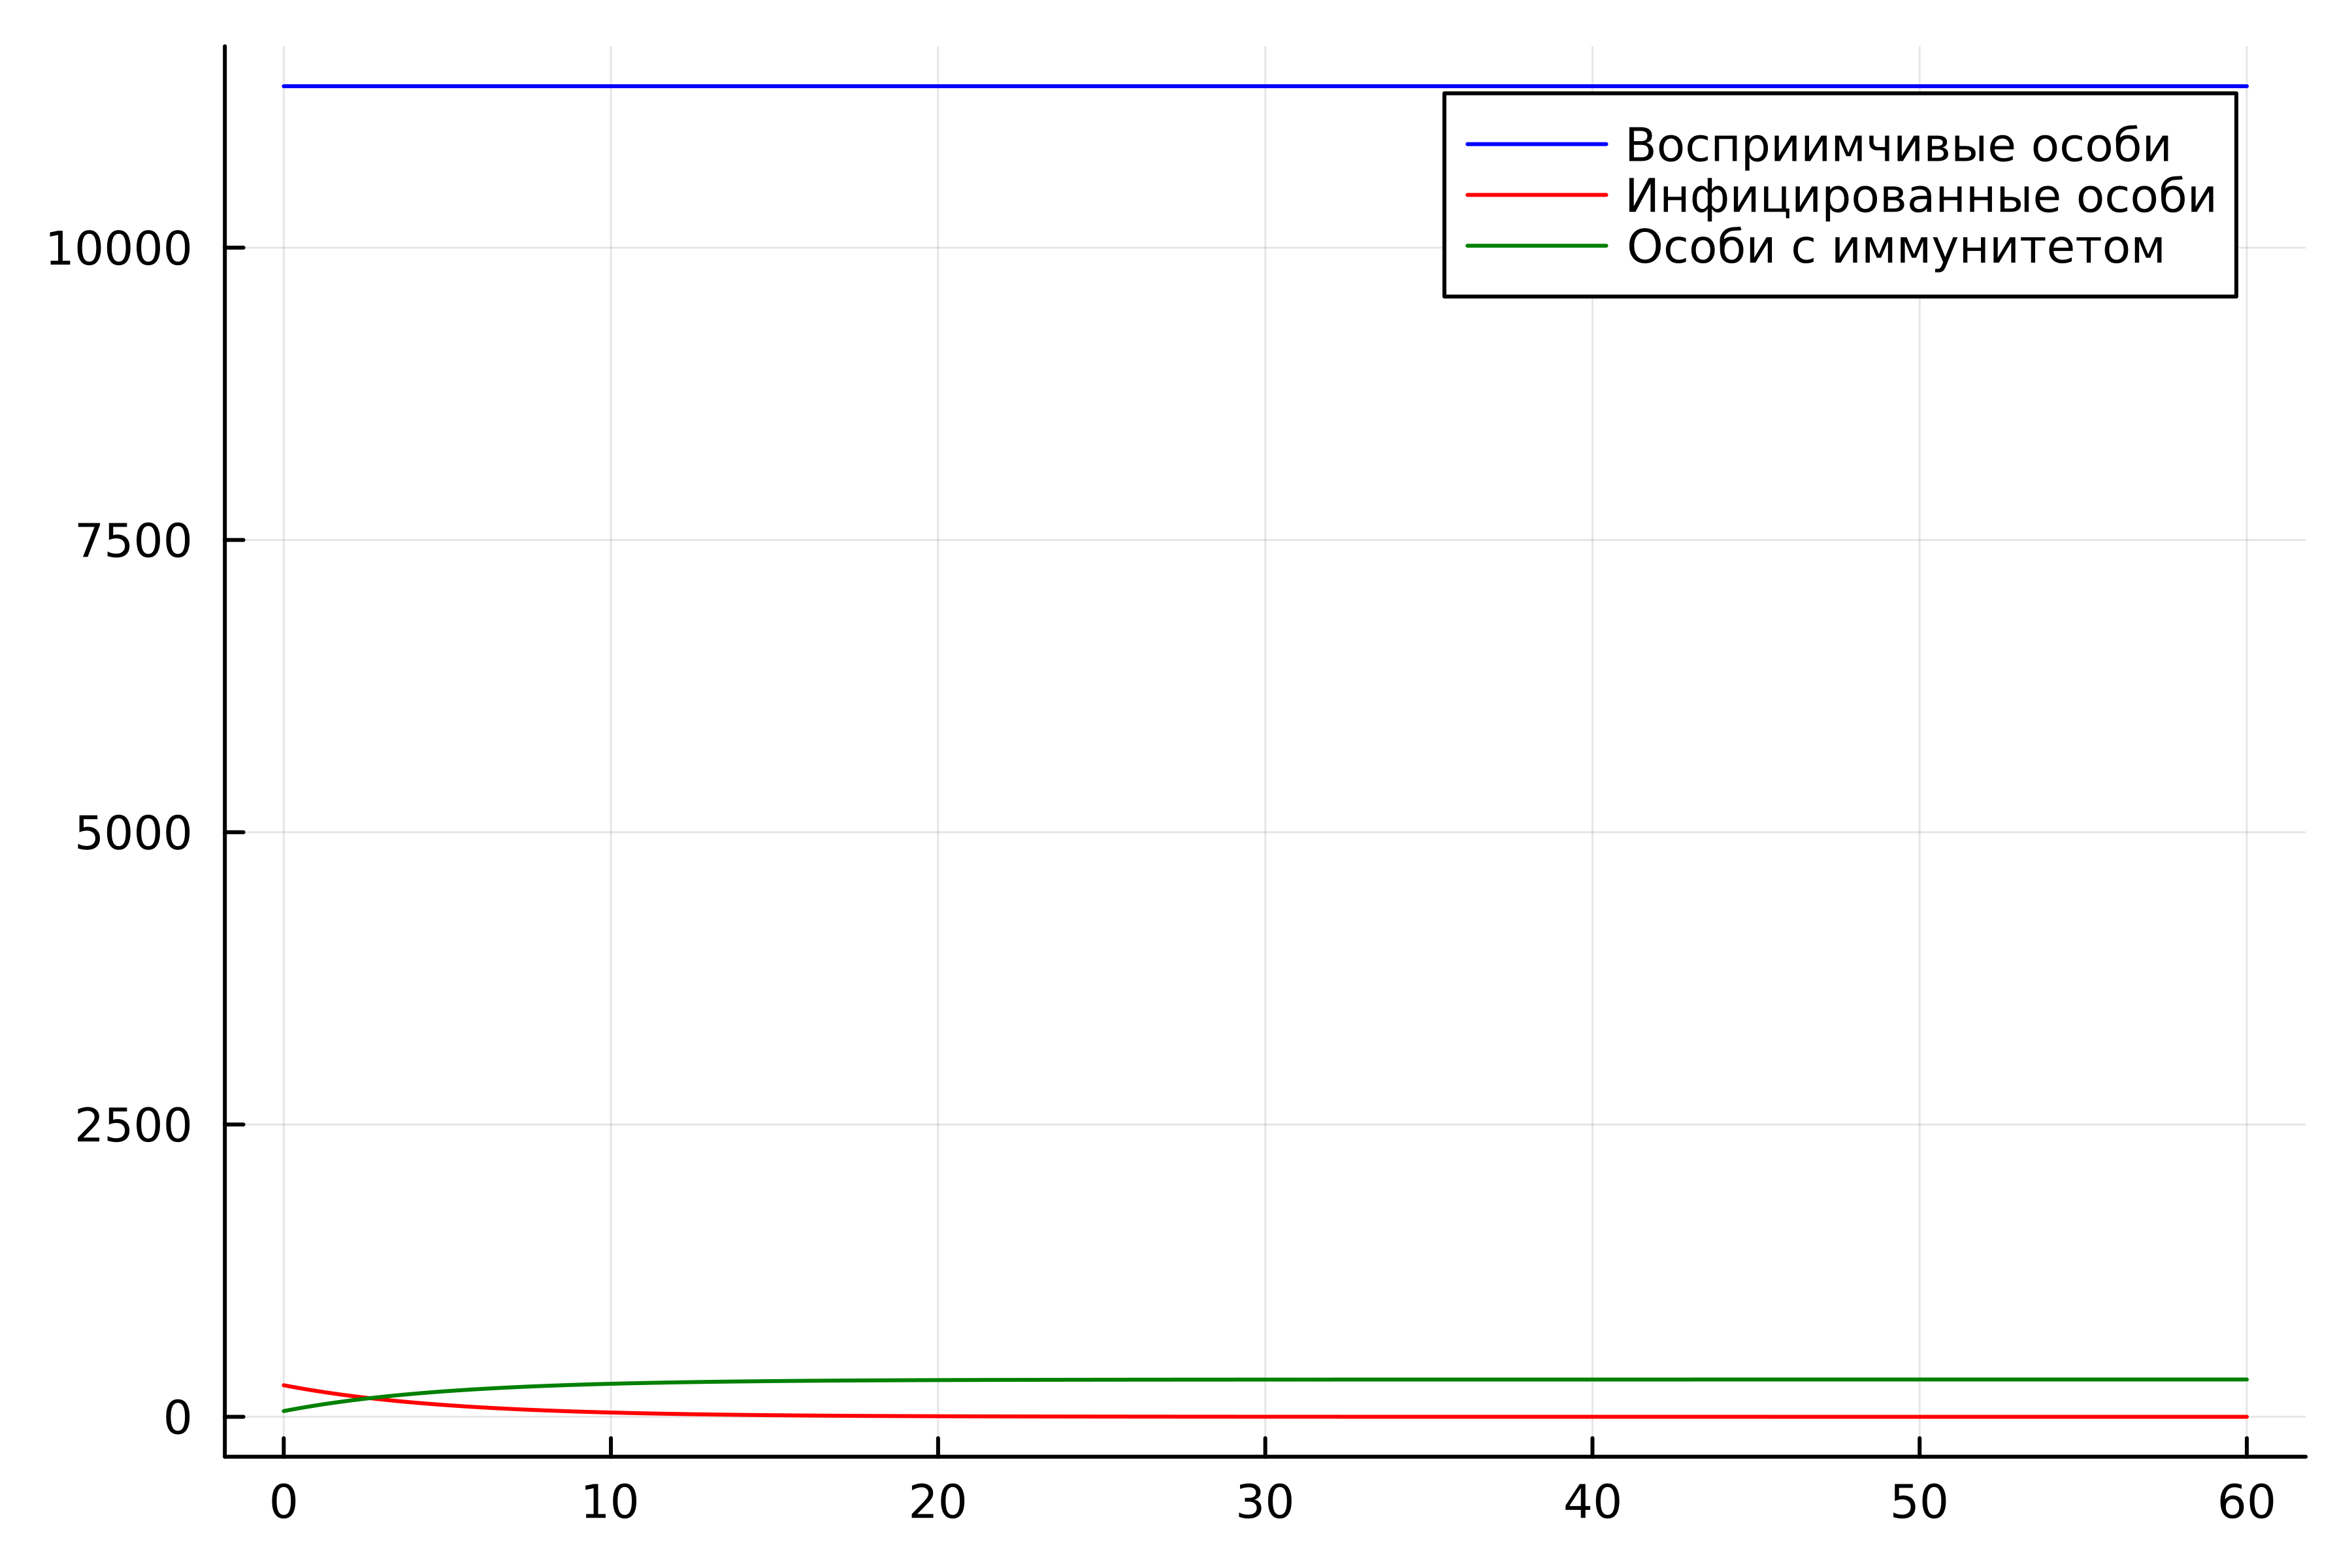 Восприимчивые особи
Инфицированные особи
Особи с иммунитетом
10000
7500
5000
2500
0
0 10 20 30 40 50 60